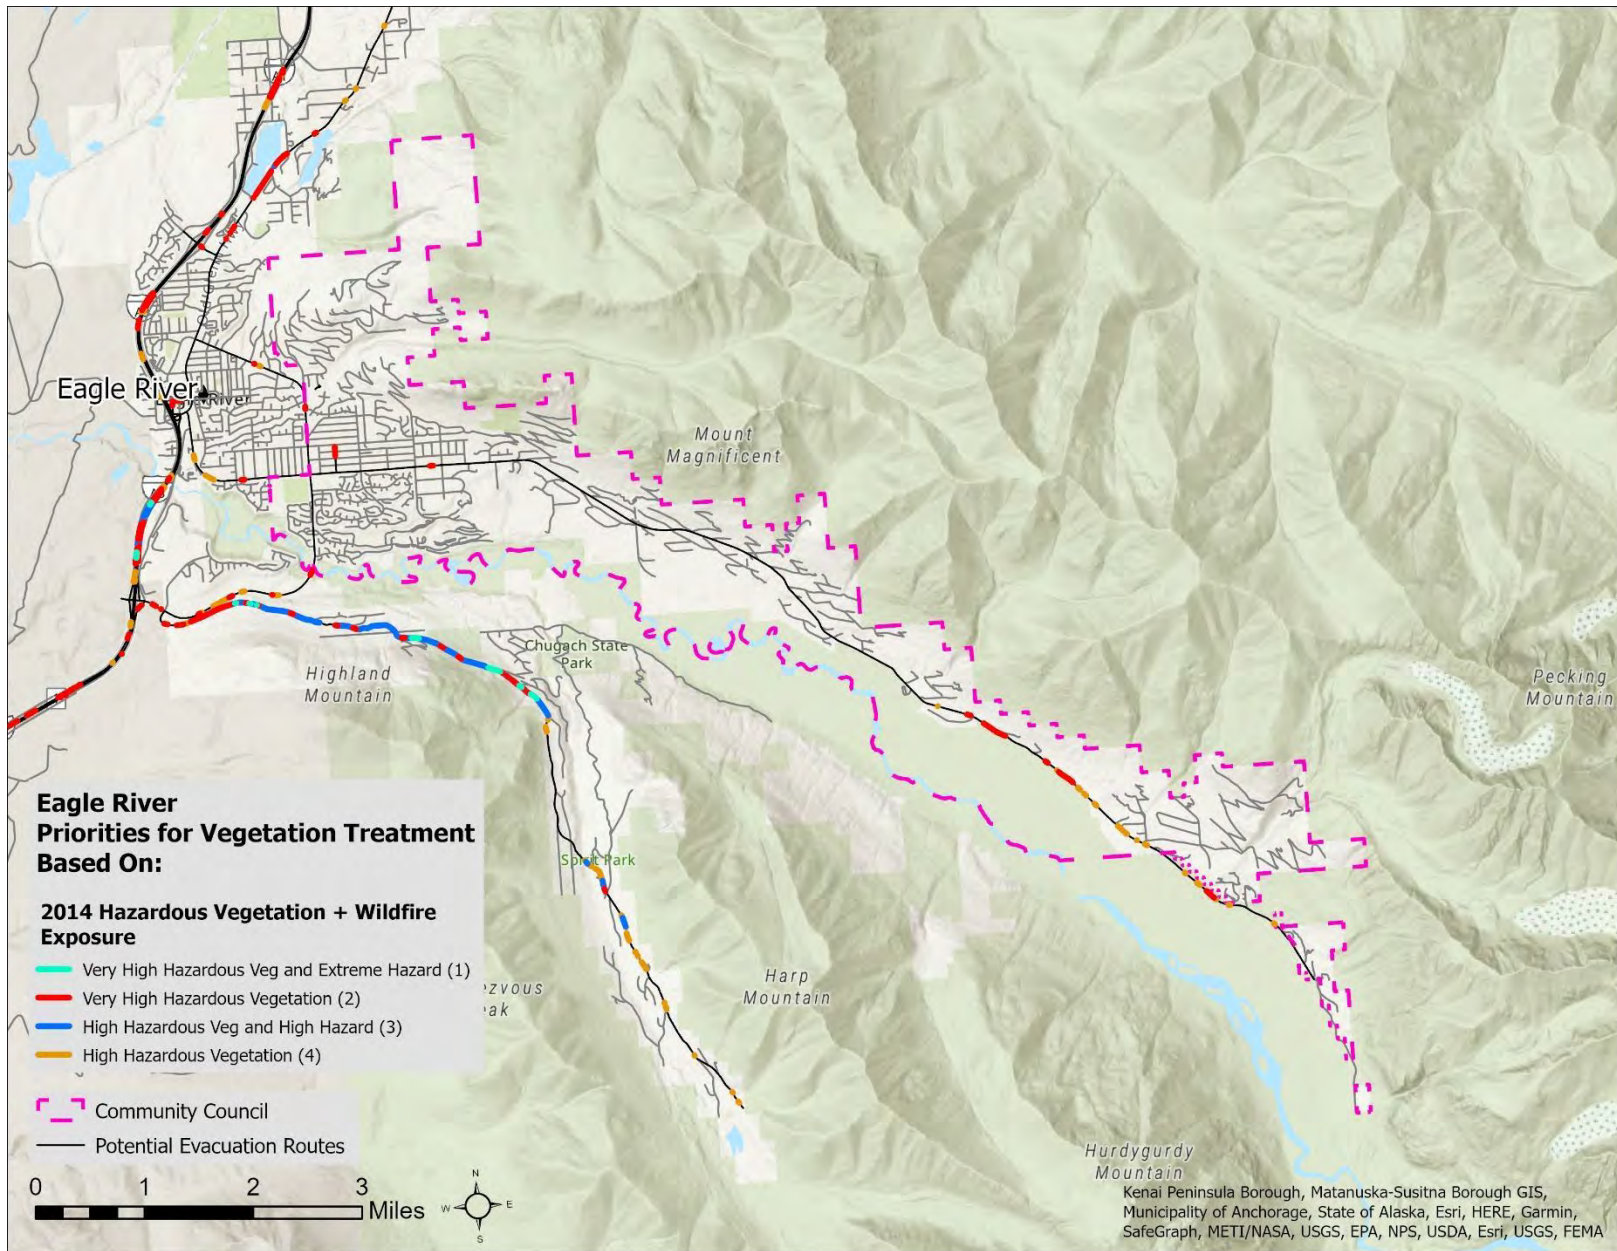 Eagle River
River
Mount
Magnificent
Chugach State
Park
Highland
Mountain
Pecking
Mountain
Spirit Park
Harp
Mountain
ezvous
eak
Hurdygurdy
Mountain
Eagle River
Priorities for Vegetation Treatment
Based On:
2014 Hazardous Vegetation + Wildfire
Exposure
Very High Hazardous Veg and Extreme Hazard (1)
Very High Hazardous Vegetation (2)
High Hazardous Veg and High Hazard (3)
High Hazardous Vegetation (4)
Community Council
Potential Evacuation Routes
0 1 2 3
Miles
N
W E
S
Kenai Peninsula Borough, Matanuska-Susitna Borough GIS,
Municipality of Anchorage, State of Alaska, Esri, HERE, Garmin,
SafeGraph, METI/NASA, USGS, EPA, NPS, USDA, Esri, USGS, FEMA